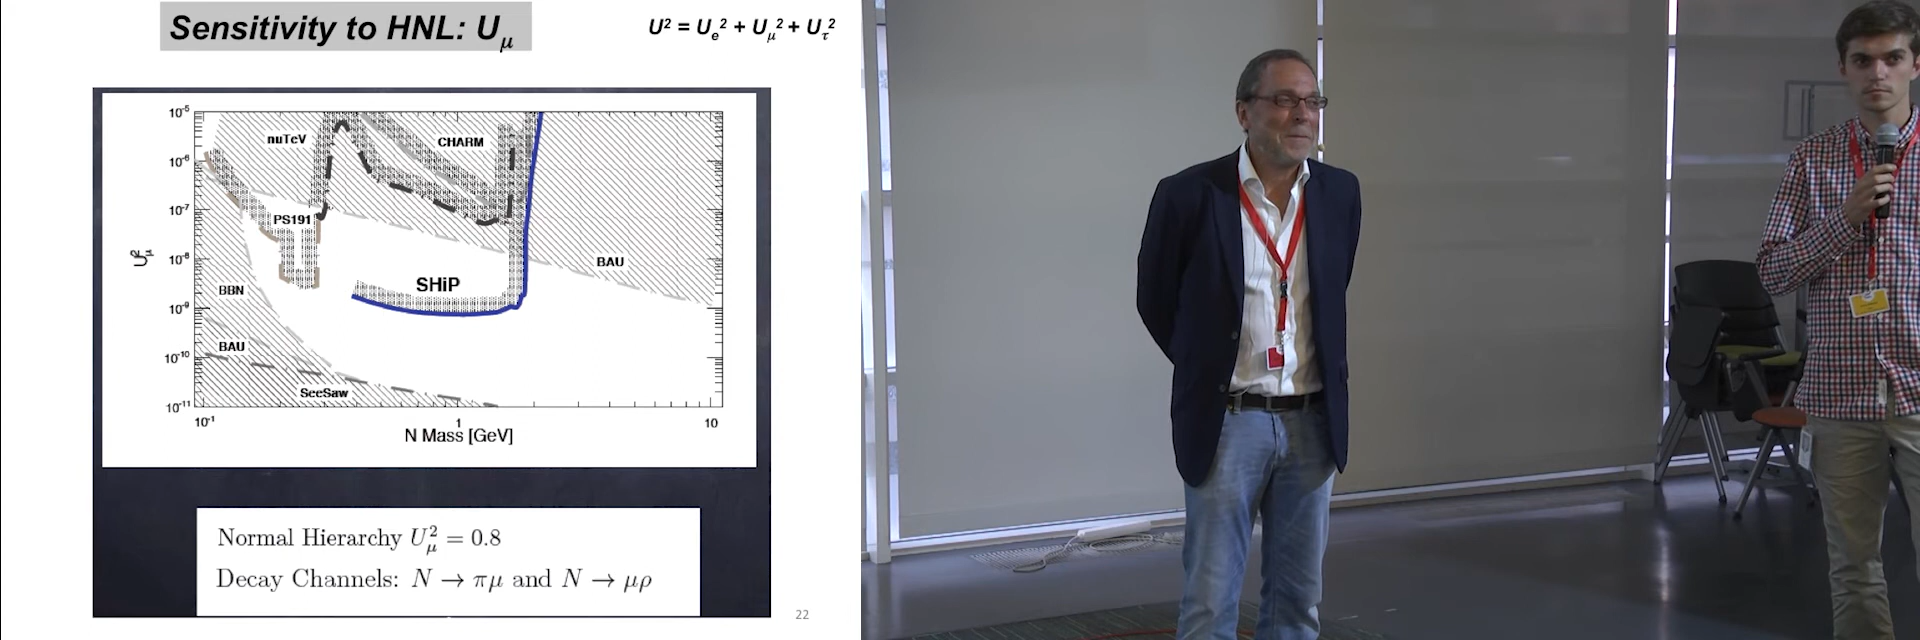 Sensitivity to HNL: Uμ
U² = Ue² + Uμ² + Uτ²
10⁻⁵
nuTeV
CHARM
10⁻⁶
10⁻⁷
PS191
Uμ²
10⁻⁸
BAU
SHiP
BBN
10⁻⁹
BAU
10⁻¹⁰
SeeSaw
10⁻¹¹
10⁻¹ 1 10
N Mass [GeV]
Normal Hierarchy Uμ² = 0.8
Decay Channels: N → πμ and N → μρ
22